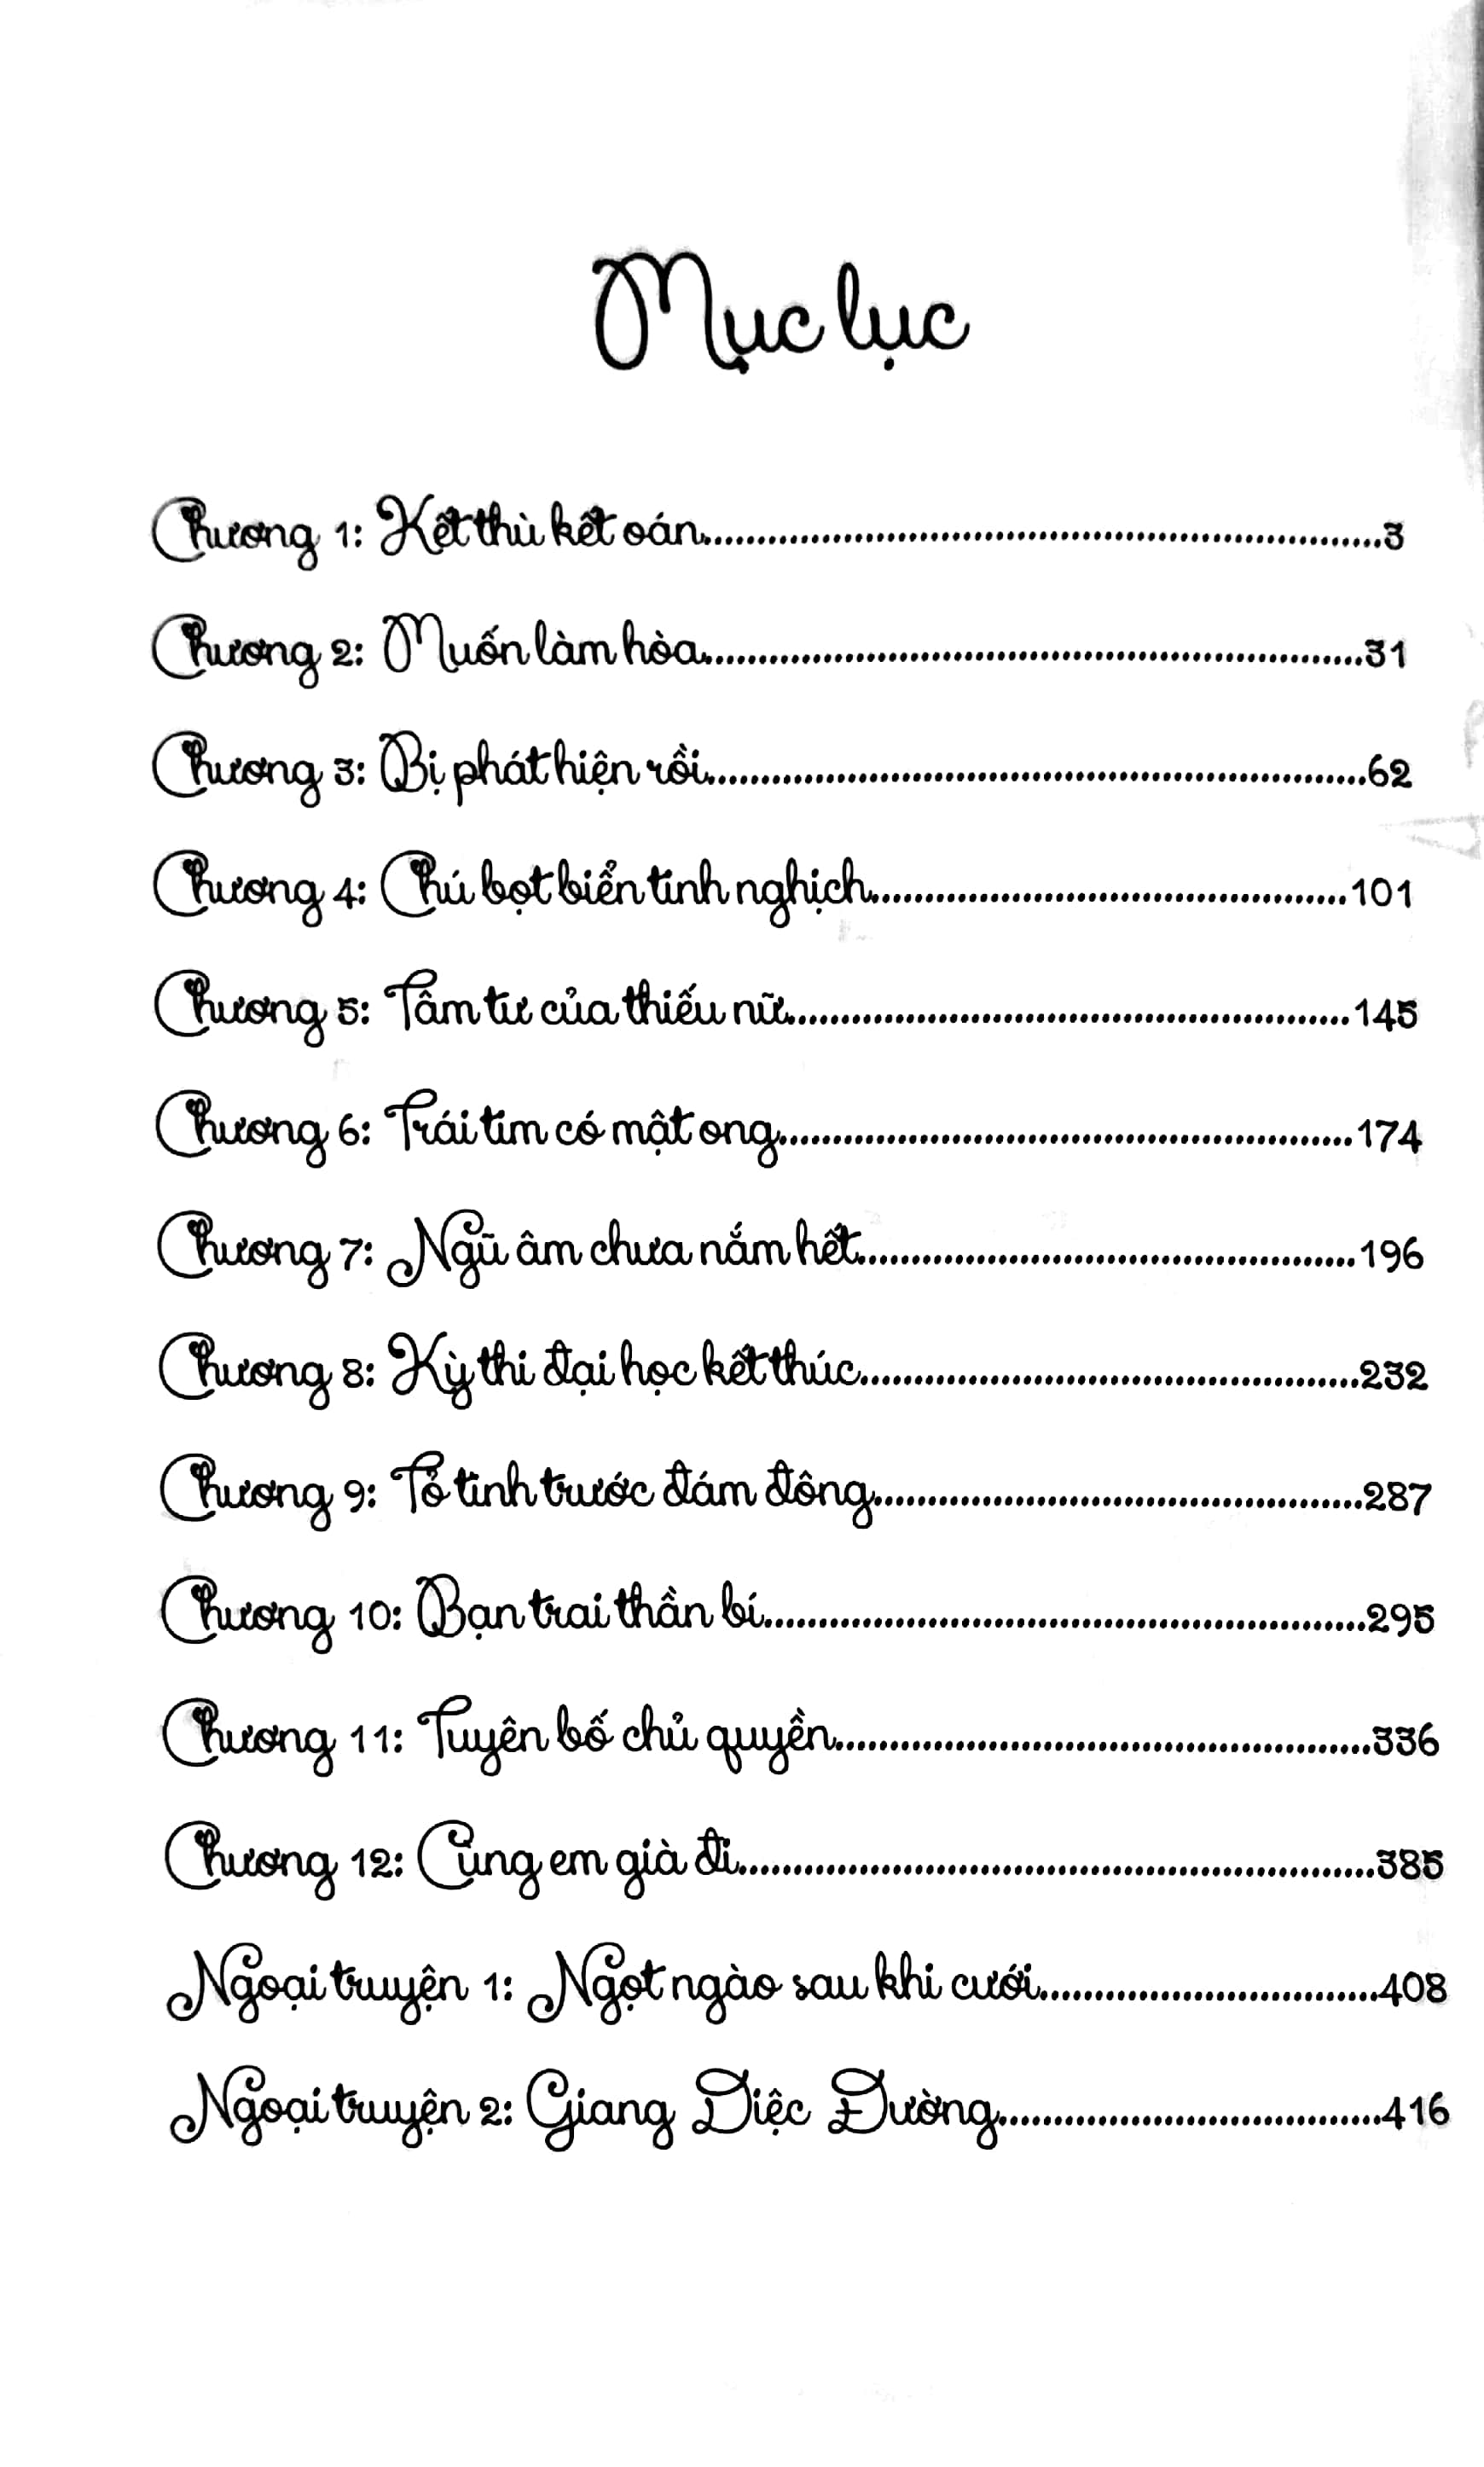 Mục lục
Chương 1: Kết thù kết oán................................................................3
Chương 2: Muốn làm hòa..............................................................31
Chương 3: Bị phát hiện rồi..............................................................62
Chương 4: Chú bọt biển tinh nghịch.............................................101
Chương 5: Tâm tư của thiếu nữ.....................................................145
Chương 6: Trái tim có mật ong......................................................174
Chương 7: Ngũ âm chưa nắm hết...............................................196
Chương 8: Kỳ thi đại học kết thúc...............................................232
Chương 9: Tỏ tình trước đám đông..............................................287
Chương 10: Bạn trai thần bí.........................................................295
Chương 11: Tuyên bố chủ quyền...................................................336
Chương 12: Cùng em già đi............................................................385
Ngoại truyện 1: Ngọt ngào sau khi cưới................................408
Ngoại truyện 2: Giang Diệc Đường....................................416